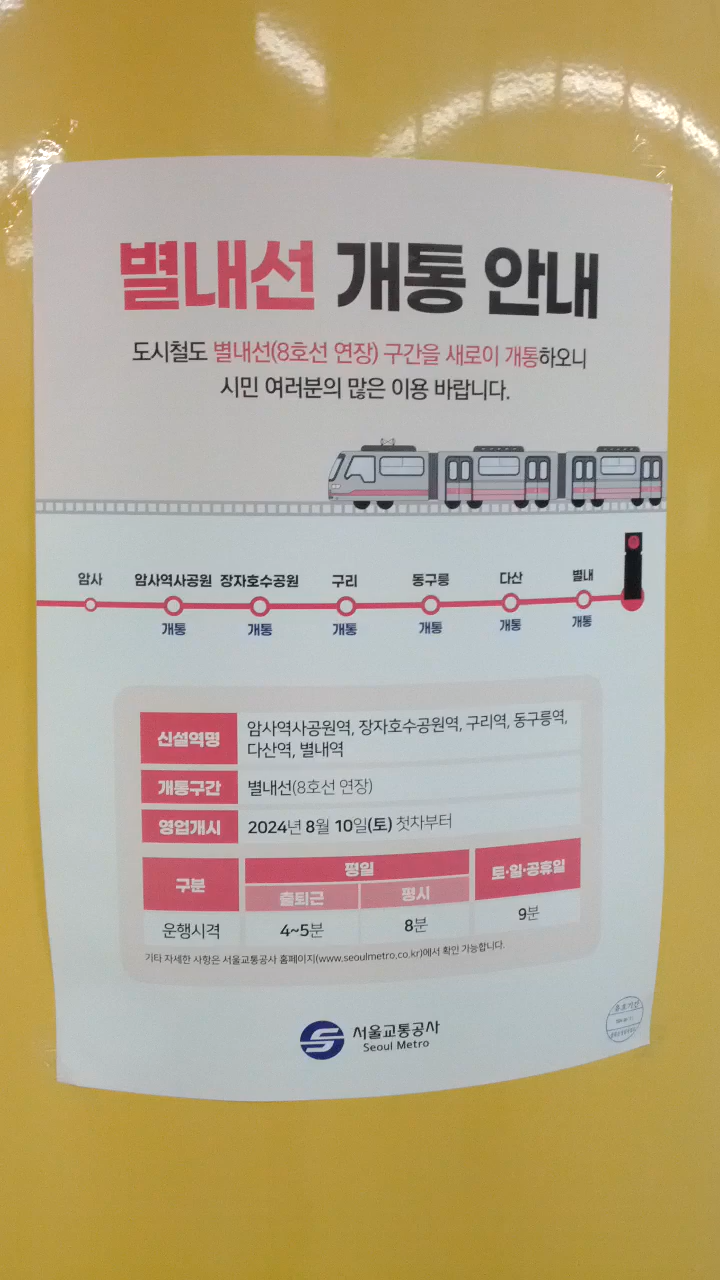 별내선 개통 안내
도시철도 별내선(8호선 연장) 구간을 새로이 개통하오니
시민 여러분의 많은 이용 바랍니다.
암사 암사역사공원 장자호수공원 구리 동구릉 다산 별내
개통 개통 개통 개통 개통 개통
신설역명 암사역사공원역, 장자호수공원역, 구리역, 동구릉역,
다산역, 별내역
개통구간 별내선(8호선 연장)
영업개시 2024년 8월 10일(토) 첫차부터
구분 평일 토·일·공휴일
출퇴근 평시
운행시격 4~5분 8분 9분
기타 자세한 사항은 서울교통공사 홈페이지(www.seoulmetro.co.kr)에서 확인 가능합니다.
서울교통공사
Seoul Metro